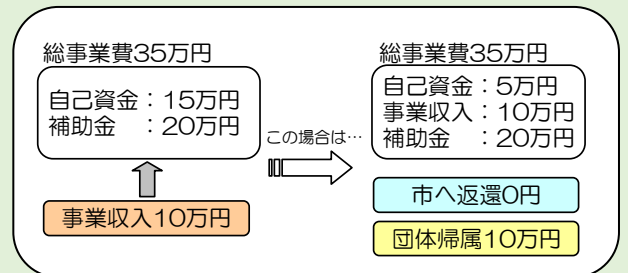 総事業費35万円
自己資金：15万円
補助金　：20万円
事業収入10万円
この場合は…
総事業費35万円
自己資金：5万円
事業収入：10万円
補助金　：20万円
市へ返還0円
団体帰属10万円